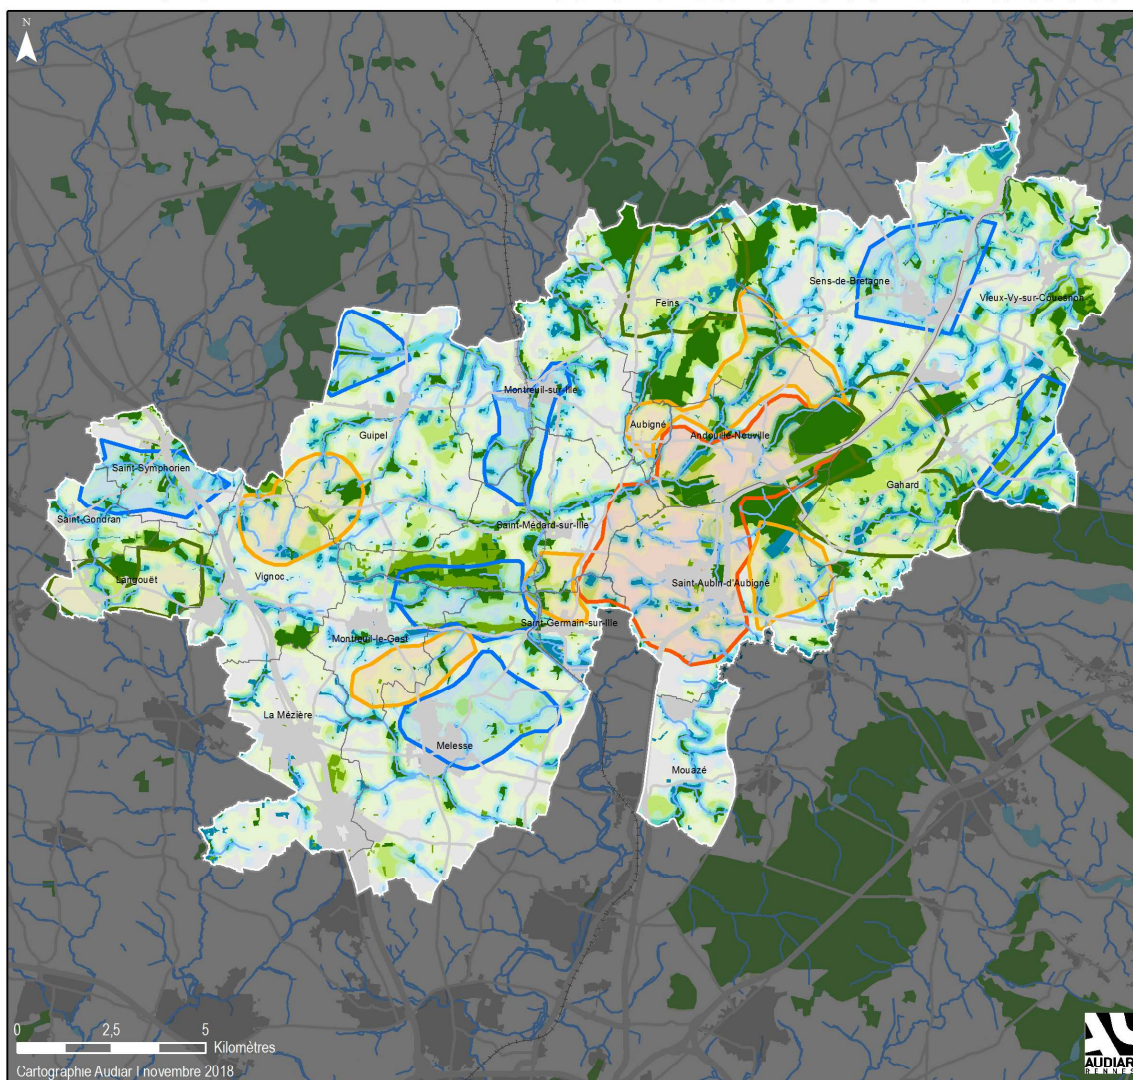 N
Sens-de-Bretagne
Vieux-Vy-sur-Couesnon
Feins
Montreuil-sur-Ille
Aubigné
Andouillé-Neuville
Guipel
Saint-Symphorien
Gahard
Saint-Gondran
Saint-Médard-sur-Ille
Langouët
Vignoc
Saint-Aubin-d'Aubigné
Saint-Germain-sur-Ille
Montreuil-le-Gast
La Mézière
Melesse
Mouazé
0 2,5 5
Kilomètres
Cartographie Audiar I novembre 2018
AUDIAR
RENNES